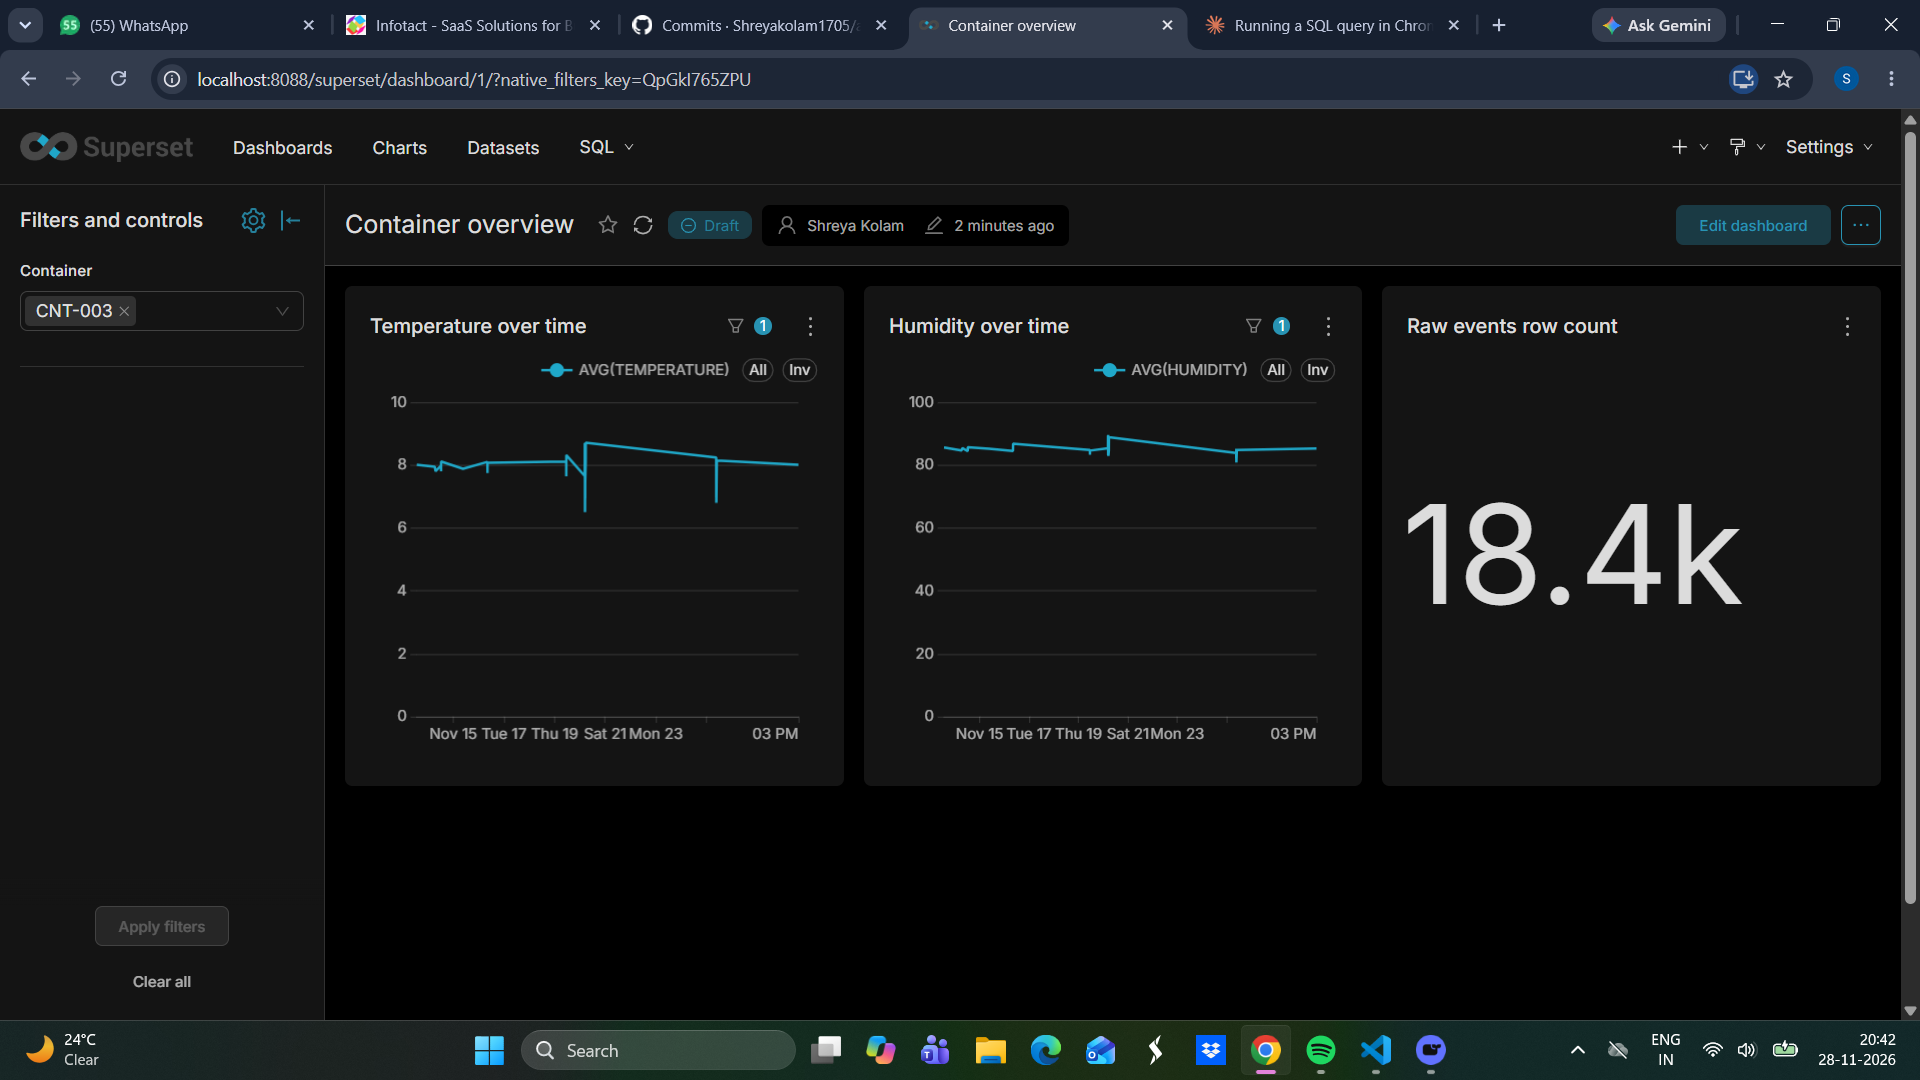 55
(55) WhatsApp
Infotact - SaaS Solutions for B
Commits · Shreyakolam1705/a
Container overview
Running a SQL query in Chron
Ask Gemini
localhost:8088/superset/dashboard/1/?native_filters_key=QpGkI765ZPU
S
Superset
Dashboards
Charts
Datasets
SQL
Settings
Filters and controls
Container
CNT-003
Apply filters
Clear all
Container overview
Draft
Shreya Kolam
2 minutes ago
Edit dashboard
Temperature over time
1
AVG(TEMPERATURE)
All
Inv
10
8
6
4
2
0
Nov 15 Tue 17 Thu 19 Sat 21 Mon 23 03 PM
Humidity over time
1
AVG(HUMIDITY)
All
Inv
100
80
60
40
20
0
Nov 15 Tue 17 Thu 19 Sat 21 Mon 23 03 PM
Raw events row count
18.4k
24°C
Clear
Search
ENG
IN
20:42
28-11-2026